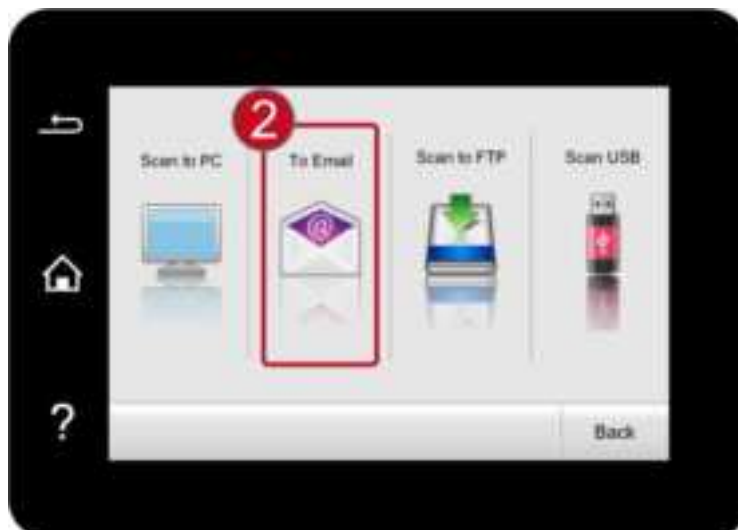 2
Scan to PC
To Email
Scan to FTP
Scan USB
@
?
Back